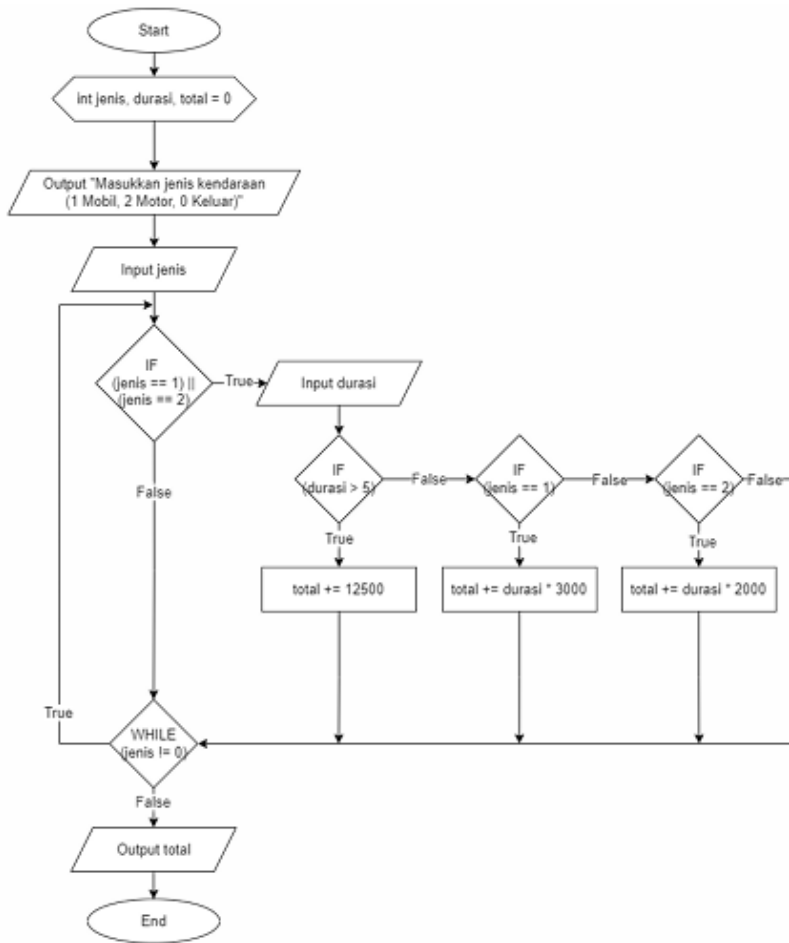 Start
int jenis, durasi, total = 0
Output "Masukkan jenis kendaraan
(1 Mobil, 2 Motor, 0 Keluar)"
Input jenis
IF
(jenis == 1) ||
(jenis == 2)
True
Input durasi
False
IF
(durasi > 5)
False
IF
(jenis == 1)
False
IF
(jenis == 2)
False
True
True
True
total += 12500
total += durasi * 3000
total += durasi * 2000
True
WHILE
(jenis != 0)
False
Output total
End